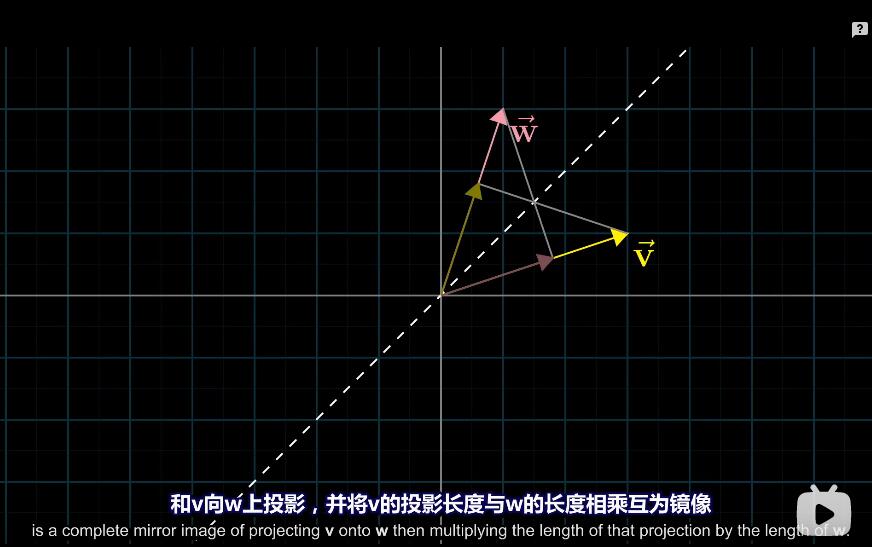 ?
w
v
和v向w上投影，并将v的投影长度与w的长度相乘互为镜像
is a complete mirror image of projecting v onto w then multiplying the length of that projection by the length of w.